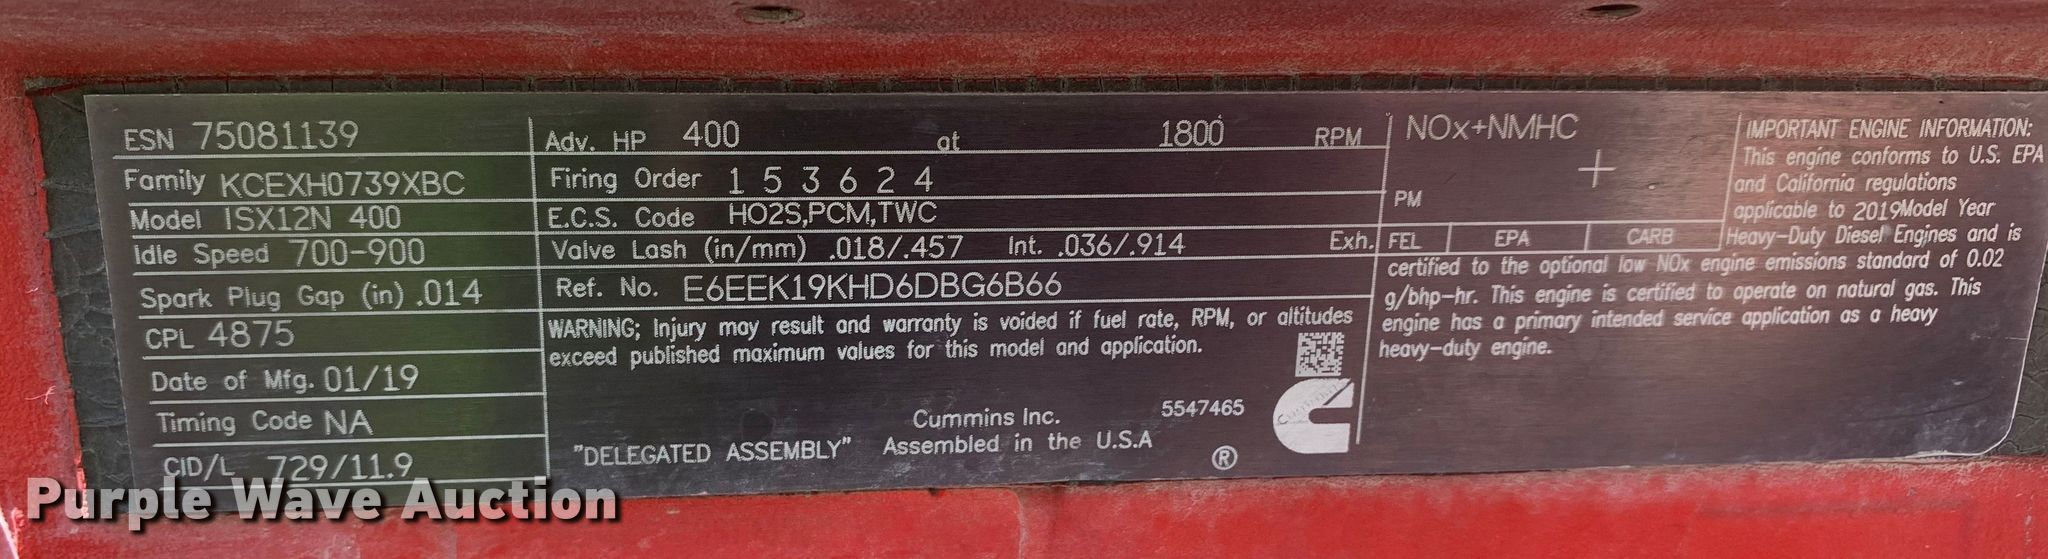 ESN 75081139
Family KCEXH0739XBC
Model ISX12N 400
Idle Speed 700-900
Spark Plug Gap (in) .014
CPL 4875
Date of Mfg. 01/19
Timing Code NA
CID/L 729/11.9
Adv. HP 400 at 1800 RPM
Firing Order 1 5 3 6 2 4
E.C.S. Code HO2S,PCM,TWC
Valve Lash (in/mm) .018/.457 Int. .036/.914 Exh.
Ref. No. E6EEK19KHD6DBG6B66
WARNING; Injury may result and warranty is voided if fuel rate, RPM, or altitudes
exceed published maximum values for this model and application.
Cummins Inc. 5547465
"DELEGATED ASSEMBLY" Assembled in the U.S.A
®
Cummins
NOx+NMHC
+
PM
FEL EPA CARB
IMPORTANT ENGINE INFORMATION:
This engine conforms to U.S. EPA
and California regulations
applicable to 2019Model Year
Heavy-Duty Diesel Engines and is
certified to the optional low NOx engine emissions standard of 0.02
g/bhp-hr. This engine is certified to operate on natural gas. This
engine has a primary intended service application as a heavy
heavy-duty engine.
Purple Wave Auction